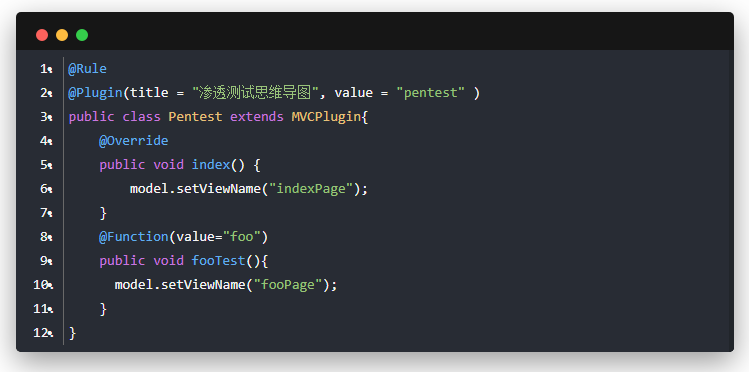 1 @Rule
2 @Plugin(title = "渗透测试思维导图", value = "pentest" )
3 public class Pentest extends MVCPlugin{
4     @Override
5     public void index() {
6         model.setViewName("indexPage");
7     }
8     @Function(value="foo")
9     public void fooTest(){
10       model.setViewName("fooPage");
11     }
12 }